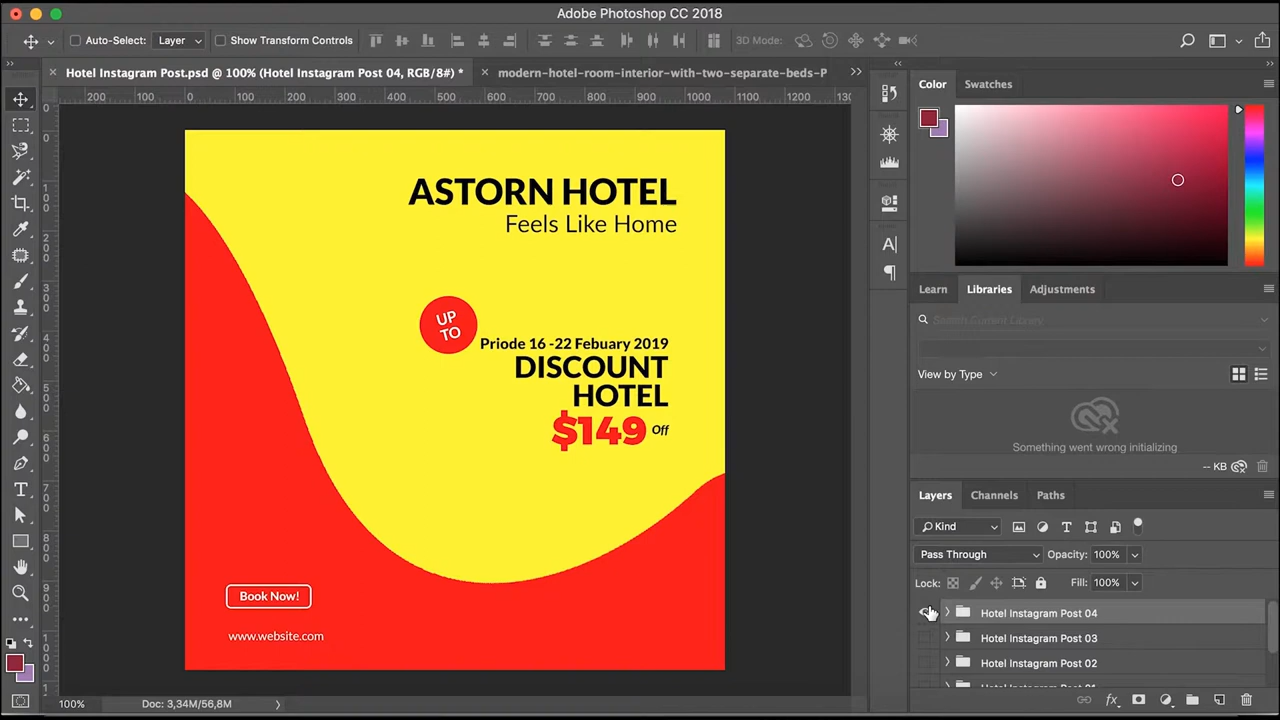 Adobe Photoshop CC 2018
Auto-Select: Layer Show Transform Controls 3D Mode:
Hotel Instagram Post.psd @ 100% (Hotel Instagram Post 04, RGB/8#) * modern-hotel-room-interior-with-two-separate-beds-P
200 100 0 100 200 300 400 500 600 700 800 900 1000 1100 1200 130
Color Swatches
ASTORN HOTEL
Feels Like Home
UP
TO
Priode 16 -22 Febuary 2019
DISCOUNT
HOTEL
$149 Off
Book Now!
www.website.com
Learn Libraries Adjustments
Search Current Library
View by Type
Something went wrong initializing
-- KB
Layers Channels Paths
Kind
Pass Through Opacity: 100%
Lock: Fill: 100%
Hotel Instagram Post 04
Hotel Instagram Post 03
Hotel Instagram Post 02
100% Doc: 3,34M/56,8M